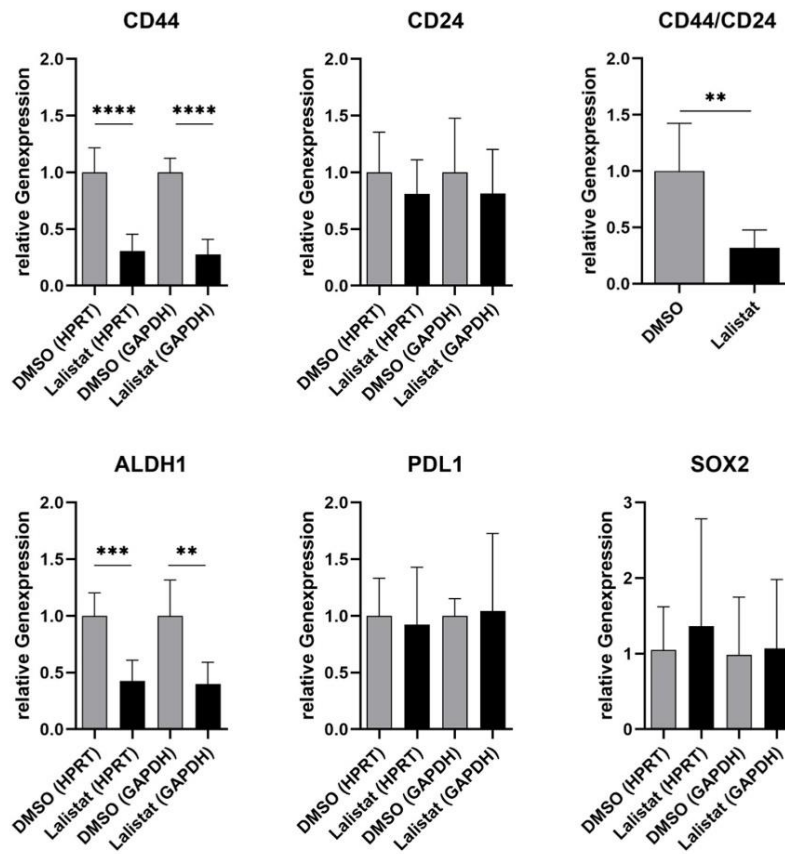 CD44
relative Genexpression
2.0
1.5
1.0
0.5
0.0
****
****
DMSO (HPRT)
Lalistat (HPRT)
DMSO (GAPDH)
Lalistat (GAPDH)
CD24
relative Genexpression
2.0
1.5
1.0
0.5
0.0
DMSO (HPRT)
Lalistat (HPRT)
DMSO (GAPDH)
Lalistat (GAPDH)
CD44/CD24
relative Genexpression
2.0
1.5
1.0
0.5
0.0
**
DMSO
Lalistat
ALDH1
relative Genexpression
2.0
1.5
1.0
0.5
0.0
***
**
DMSO (HPRT)
Lalistat (HPRT)
DMSO (GAPDH)
Lalistat (GAPDH)
PDL1
relative Genexpression
2.0
1.5
1.0
0.5
0.0
DMSO (HPRT)
Lalistat (HPRT)
DMSO (GAPDH)
Lalistat (GAPDH)
SOX2
relative Genexpression
3
2
1
0
DMSO (HPRT)
Lalistat (HPRT)
DMSO (GAPDH)
Lalistat (GAPDH)